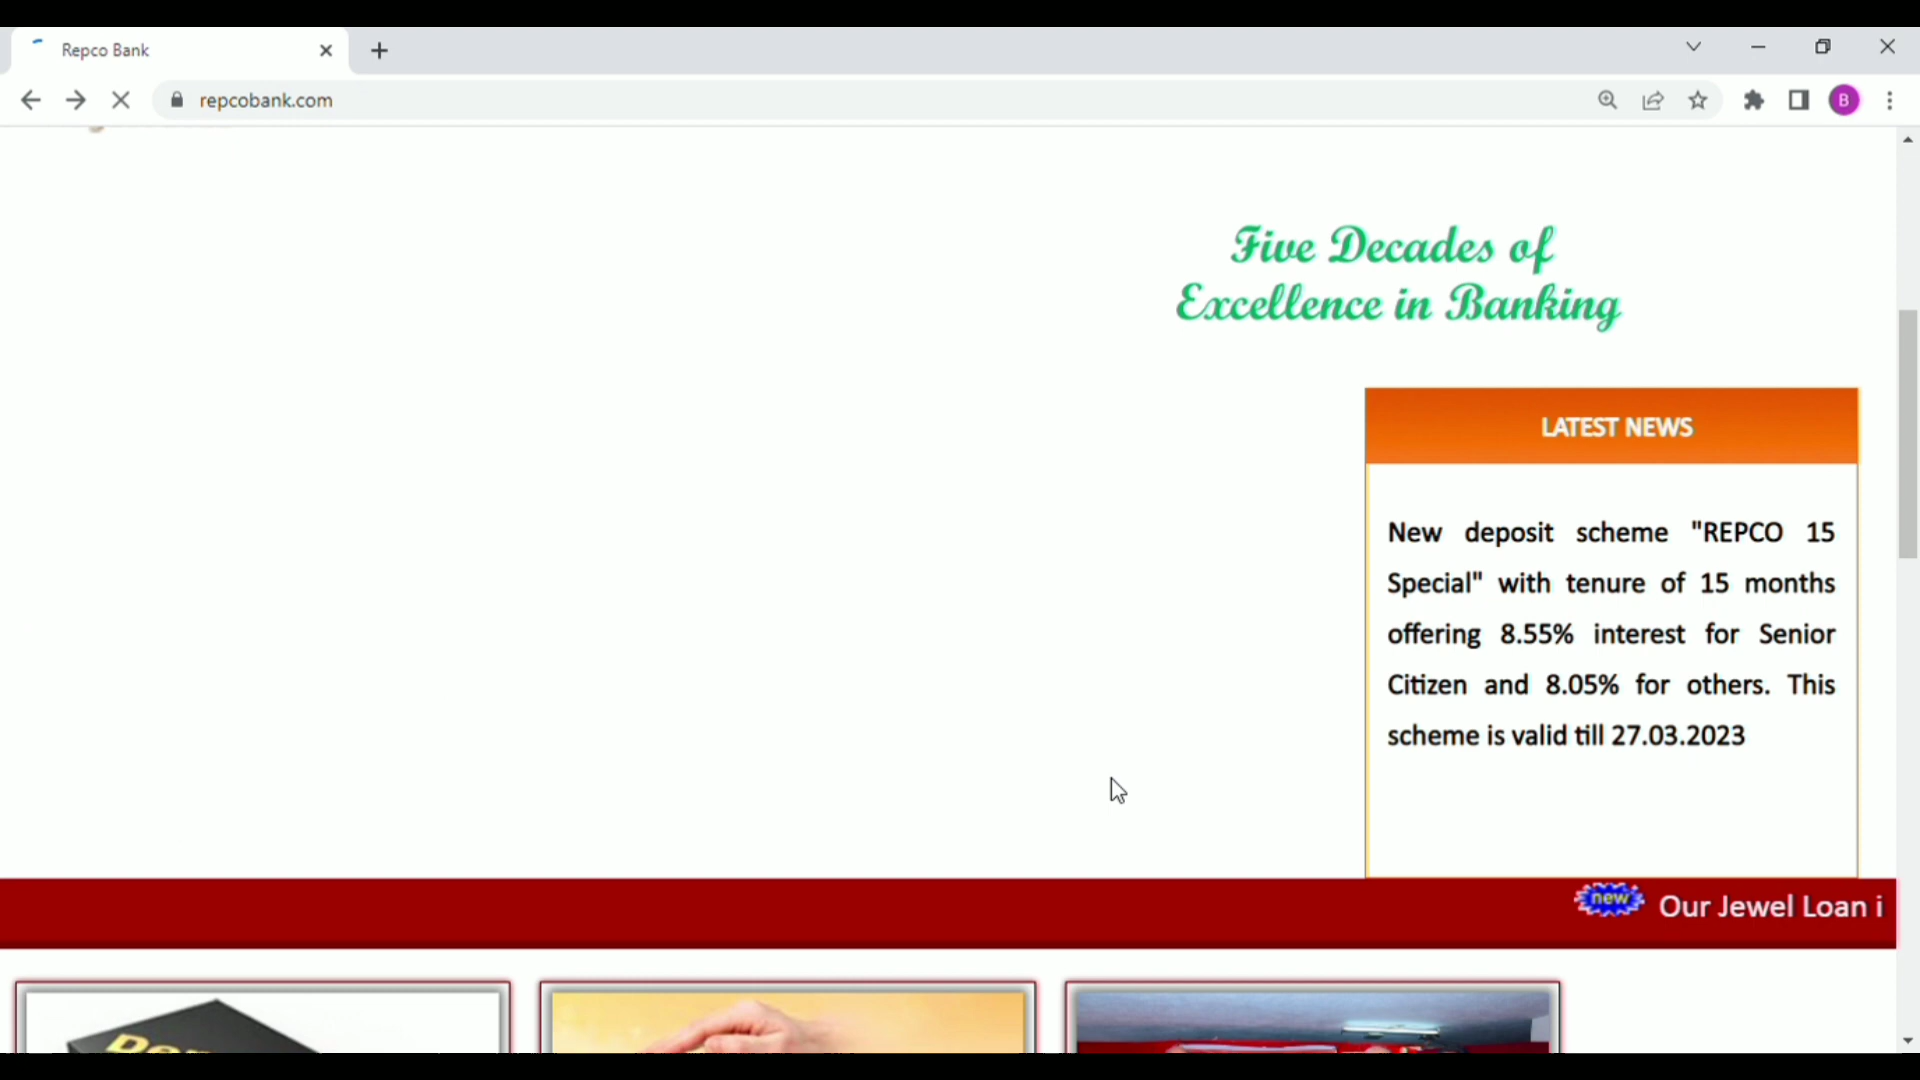 Repco Bank
repcobank.com
B
Five Decades of
Excellence in Banking
LATEST NEWS
New deposit scheme "REPCO 15
Special" with tenure of 15 months
offering 8.55% interest for Senior
Citizen and 8.05% for others. This
scheme is valid till 27.03.2023
new Our Jewel Loan i